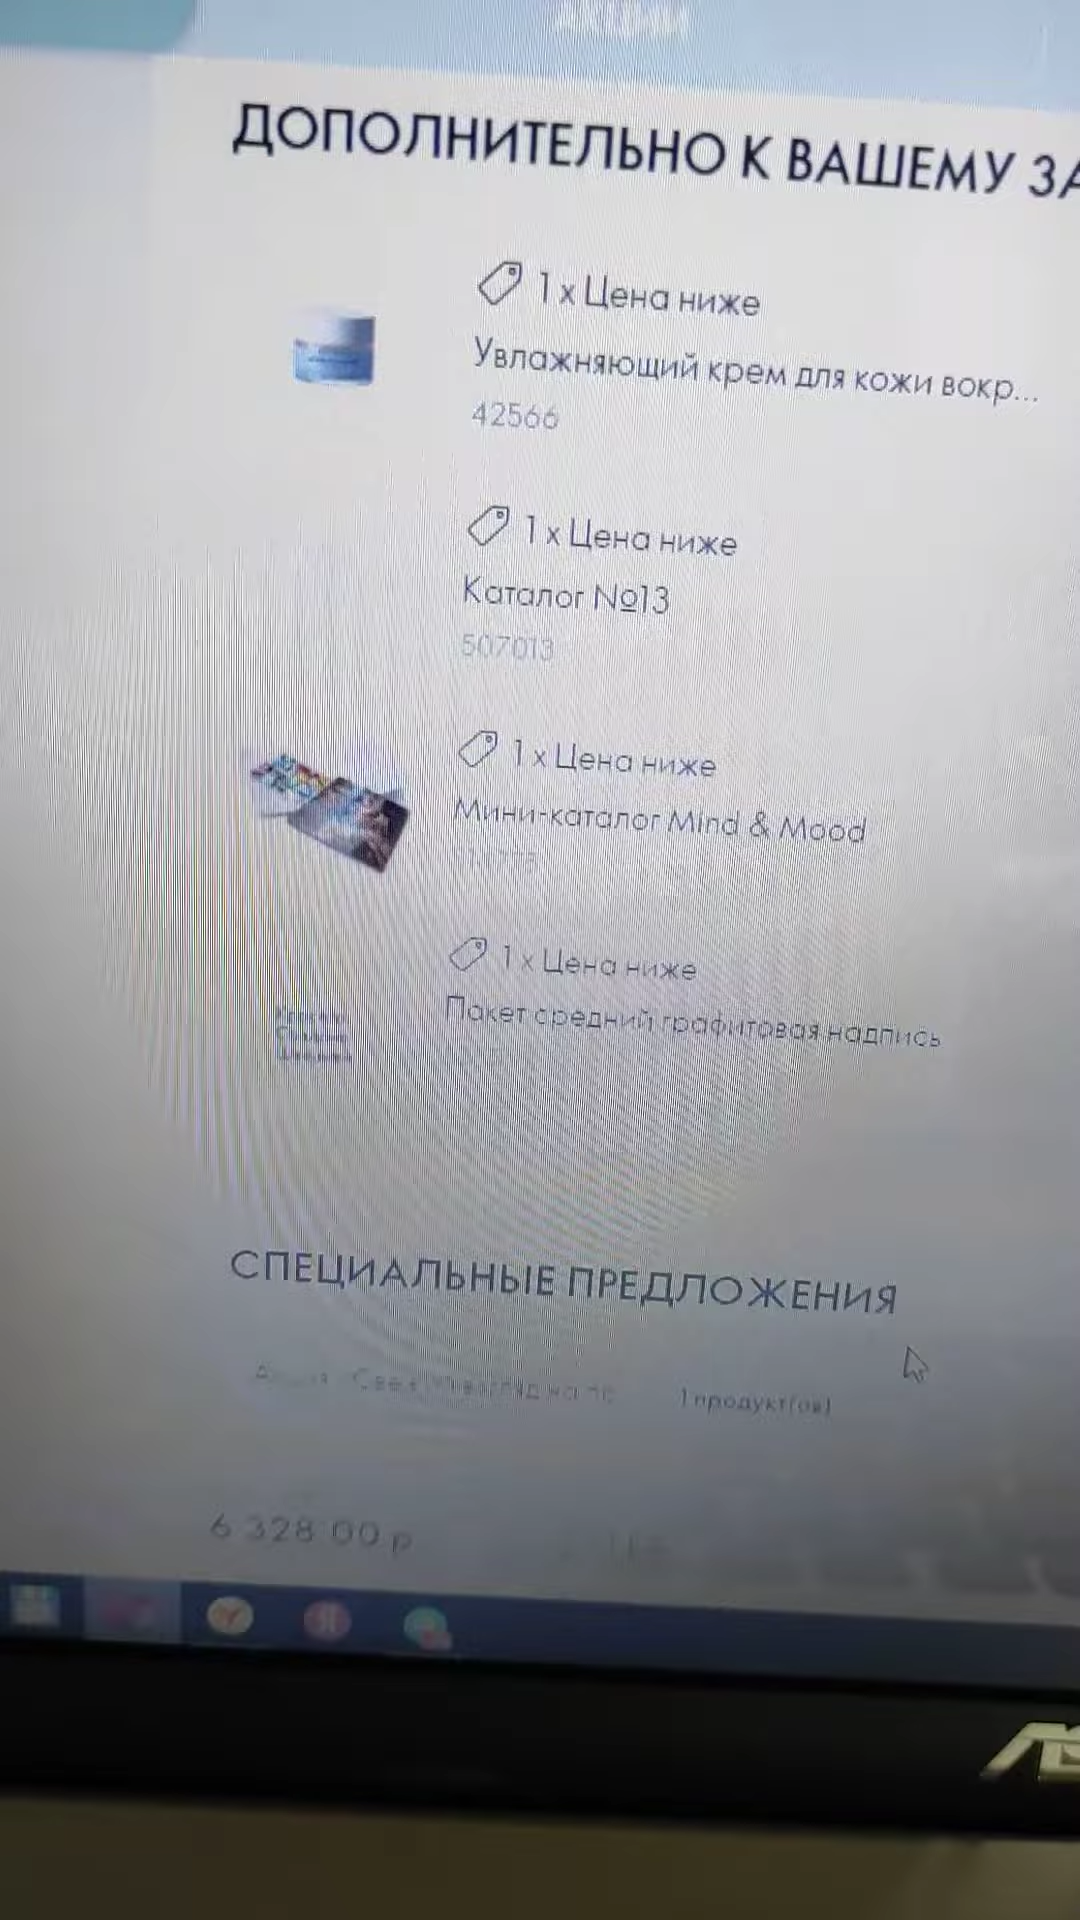 ДОПОЛНИТЕЛЬНО К ВАШЕМУ ЗА
1 x Цена ниже
Увлажняющий крем для кожи вокр...
42566
1 x Цена ниже
Каталог №13
507013
1 x Цена ниже
Мини-каталог Mind & Mood
1 x Цена ниже
Пакет средний графитовая надпись
СПЕЦИАЛЬНЫЕ ПРЕДЛОЖЕНИЯ
1 продукт(ов)
6 328 00 р